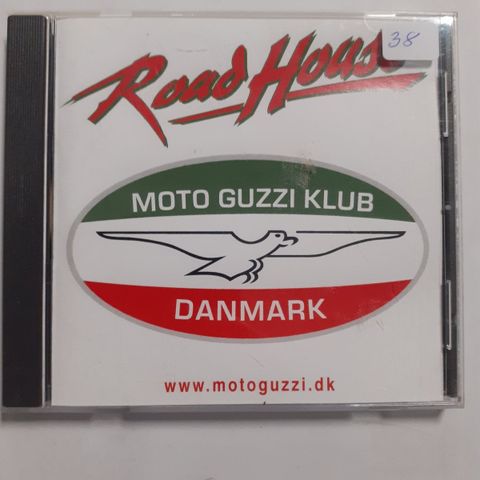 Road House
38
MOTO GUZZI KLUB
DANMARK
www.motoguzzi.dk